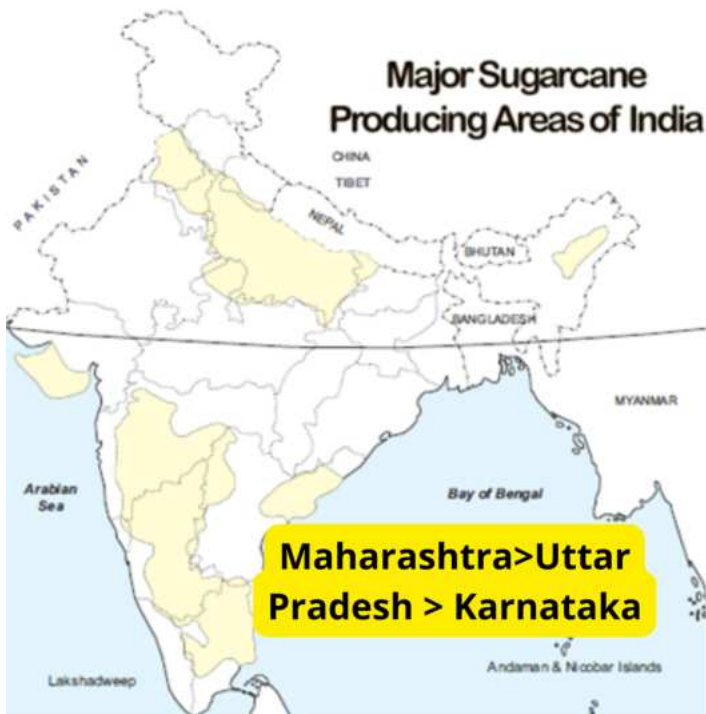 Major Sugarcane
Producing Areas of India
CHINA
TIBET
PAKISTAN
NEPAL
BHUTAN
BANGLADESH
MYANMAR
Arabian
Sea
Bay of Bengal
Maharashtra>Uttar
Pradesh > Karnataka
Andaman & Nicobar Islands
Lakshadweep